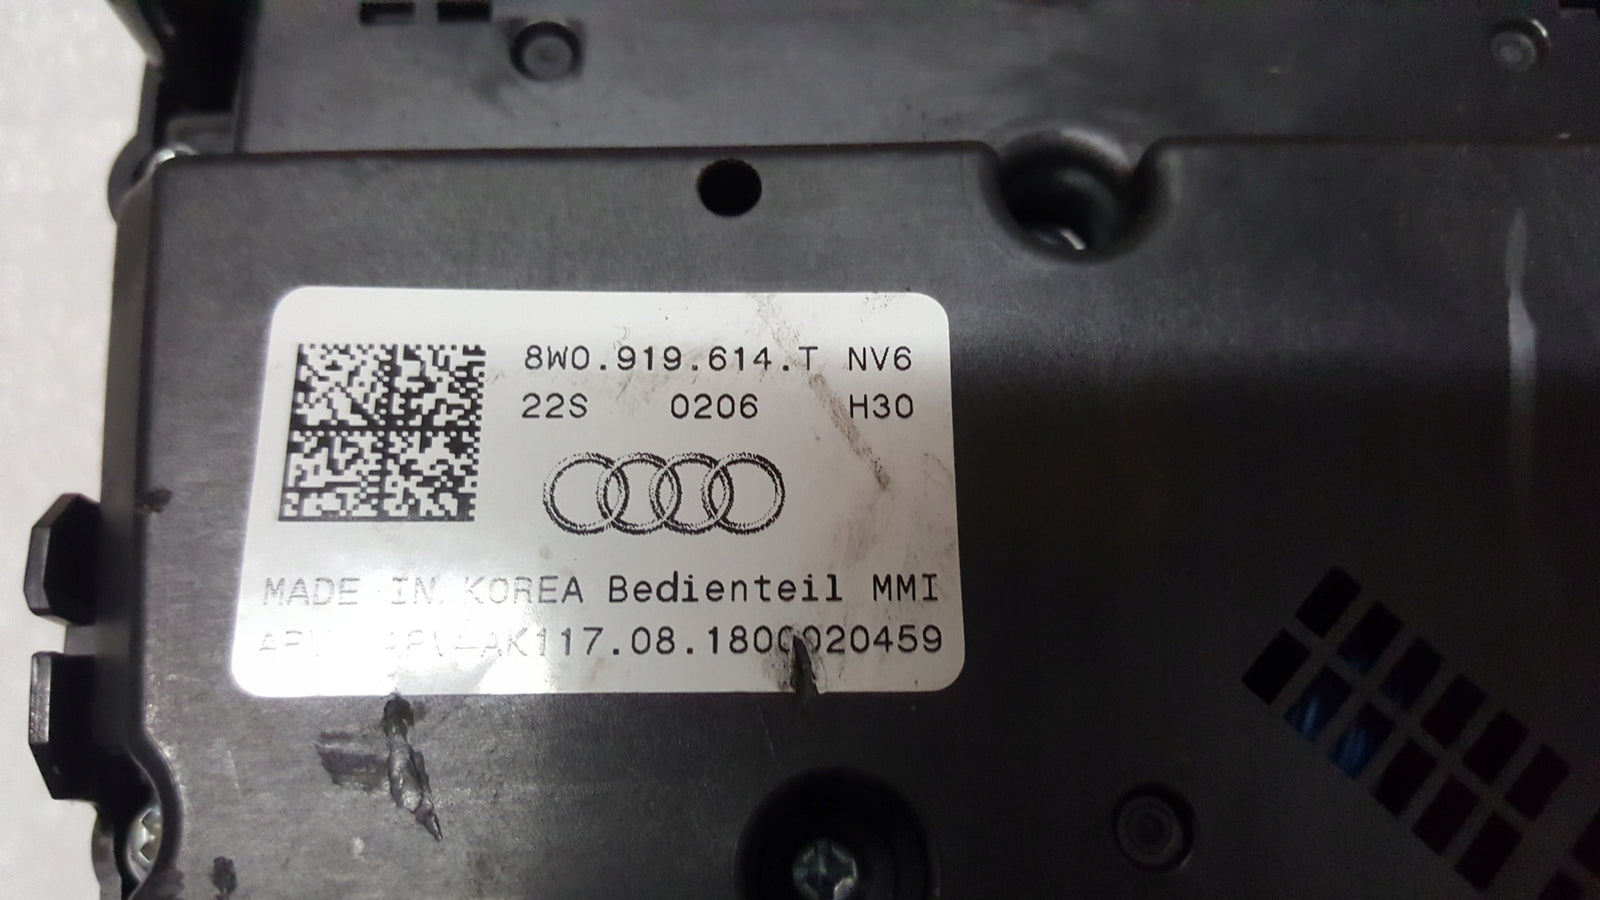 8W0.919.614.T NV6
22S 0206 H30
MADE IN KOREA Bedienteil MMI